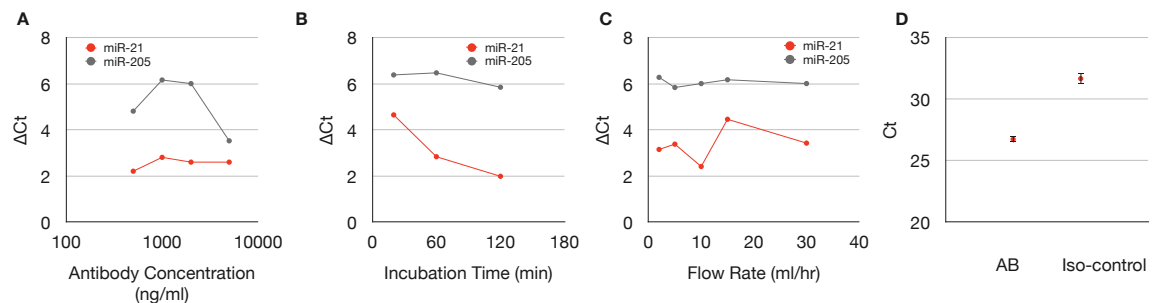 A
8
6
4
2
0
ΔCt
miR-21
miR-205
100
1000
10000
Antibody Concentration
(ng/ml)
B
8
6
4
2
0
ΔCt
miR-21
miR-205
0
60
120
180
Incubation Time (min)
C
8
6
4
2
0
ΔCt
miR-21
miR-205
0
10
20
30
40
Flow Rate (ml/hr)
D
35
30
25
20
Ct
AB
Iso-control